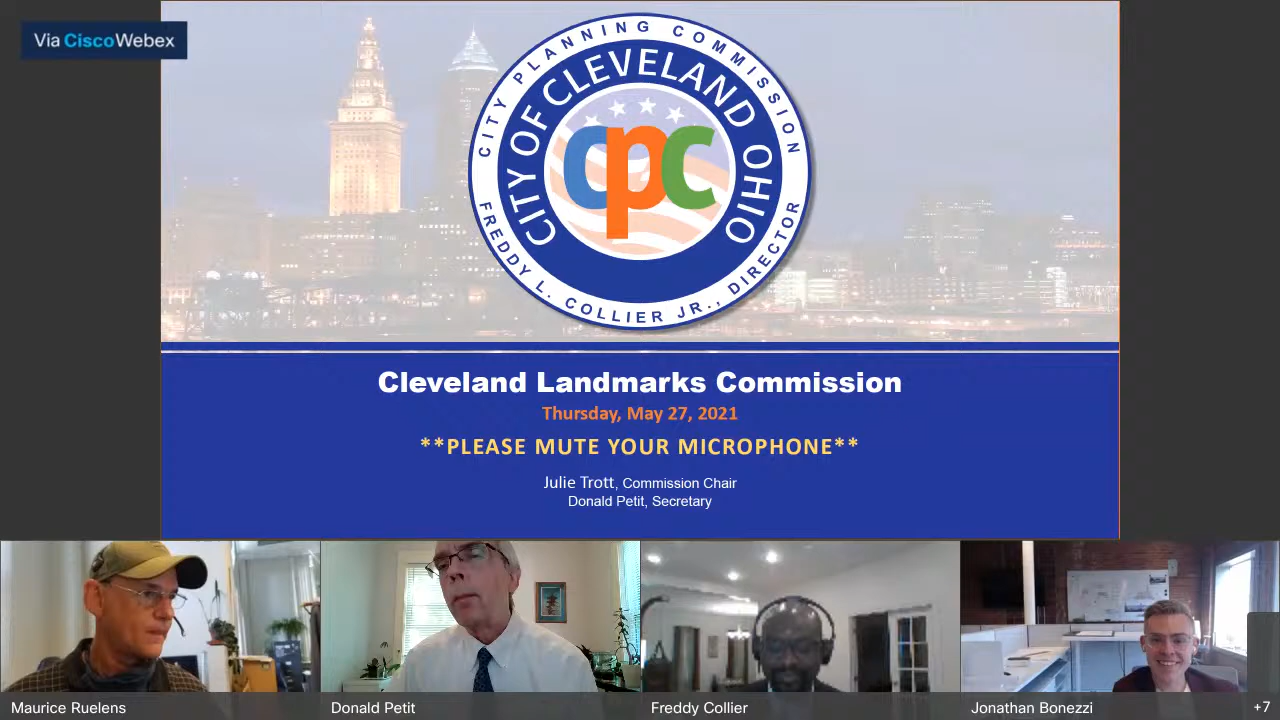 Via CiscoWebex
CITY PLANNING COMMISSION
CITY OF CLEVELAND OHIO
cpc
FREDDY L. COLLIER JR., DIRECTOR
Cleveland Landmarks Commission
Thursday, May 27, 2021
**PLEASE MUTE YOUR MICROPHONE**
Julie Trott, Commission Chair
Donald Petit, Secretary
Maurice Ruelens
Donald Petit
Freddy Collier
Jonathan Bonezzi
+7